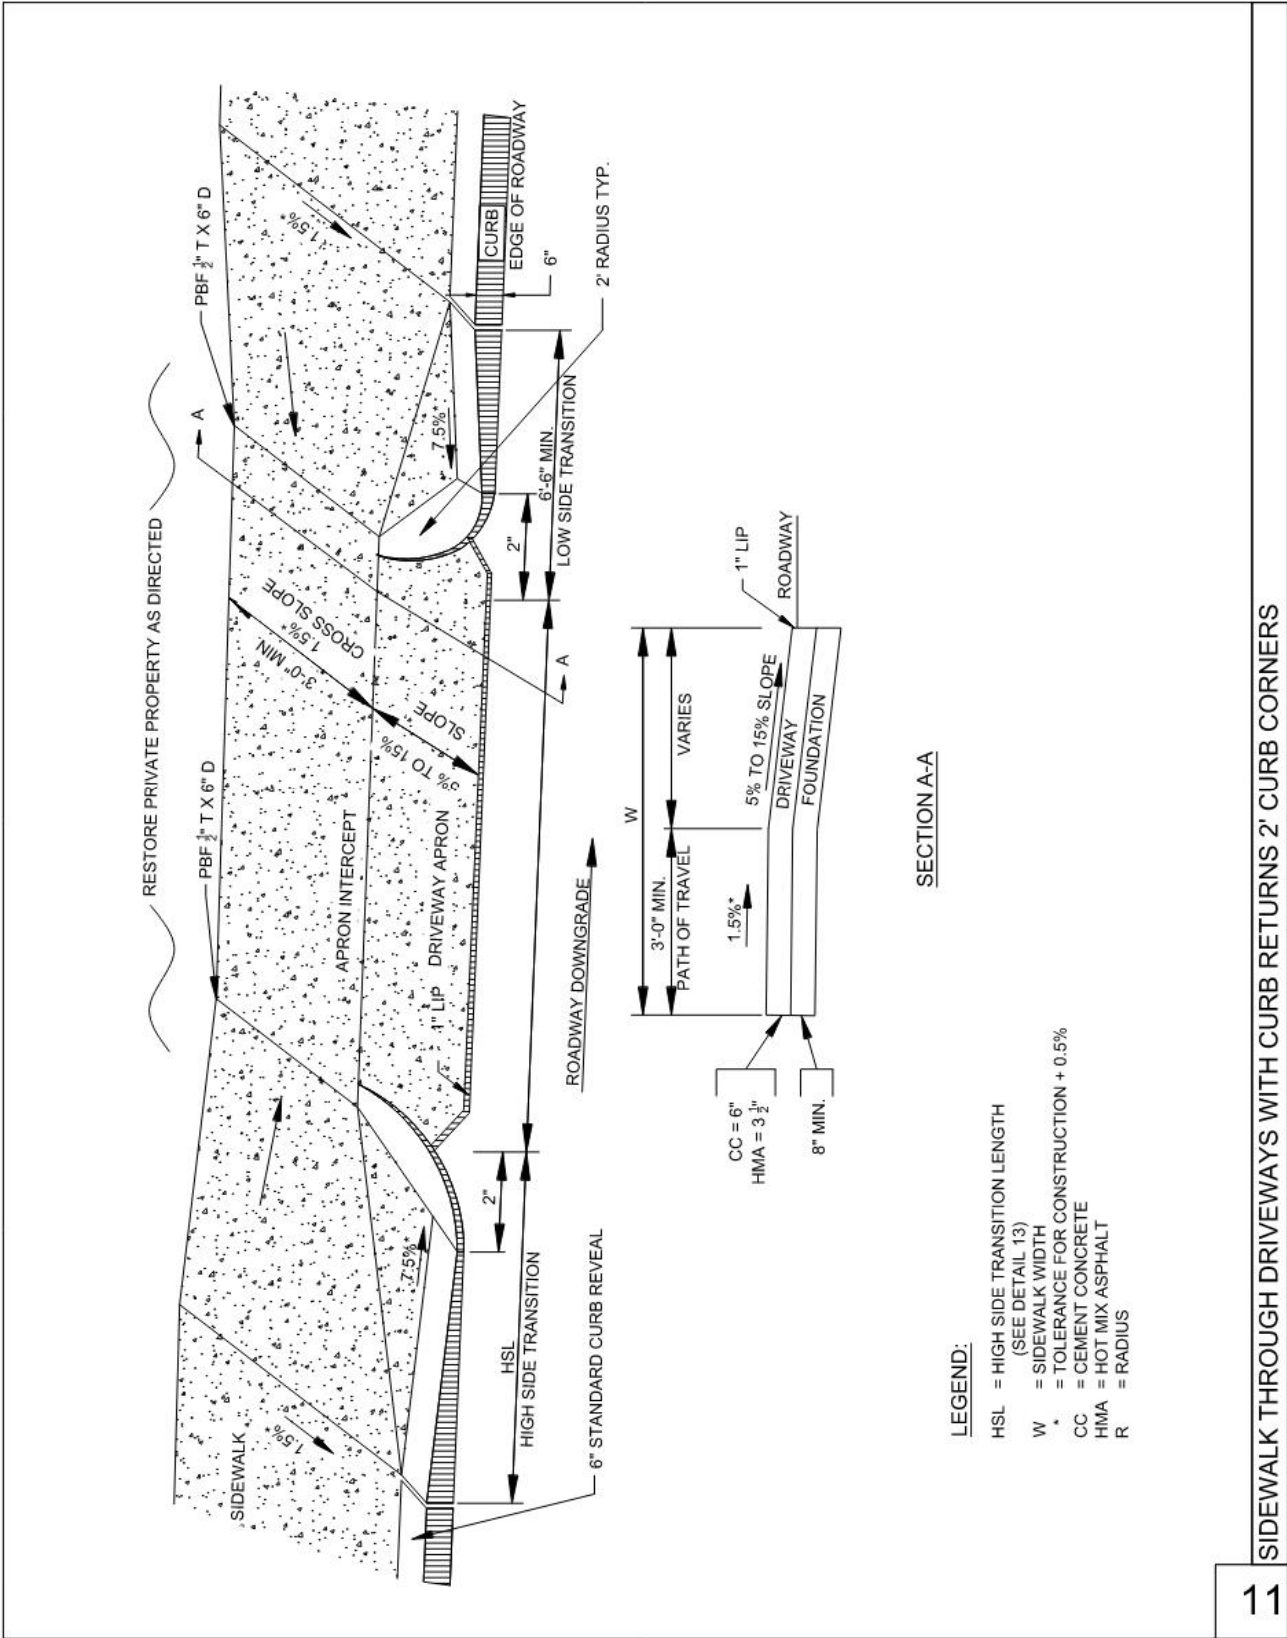 RESTORE PRIVATE PROPERTY AS DIRECTED
PBF 1/2" T X 6" D
PBF 1/2" T X 6" D
A
SIDEWALK
1.5%*
1.5%*
3'-0" MIN
1.5%*
CROSS SLOPE
APRON INTERCEPT
5% TO 15%
SLOPE
1" LIP
DRIVEWAY APRON
7.5%*
7.5%*
CURB
EDGE OF ROADWAY
6"
2' RADIUS TYP.
2"
2"
A
HSL
HIGH SIDE TRANSITION
6'-6" MIN.
LOW SIDE TRANSITION
6" STANDARD CURB REVEAL
ROADWAY DOWNGRADE
W
3'-0" MIN.
PATH OF TRAVEL
VARIES
1" LIP
ROADWAY
1.5%*
5% TO 15% SLOPE
DRIVEWAY
FOUNDATION
CC = 6"
HMA = 3 1/2"
8" MIN.
SECTION A-A
LEGEND:
HSL = HIGH SIDE TRANSITION LENGTH
(SEE DETAIL 13)
W = SIDEWALK WIDTH
* = TOLERANCE FOR CONSTRUCTION + 0.5%
CC = CEMENT CONCRETE
HMA = HOT MIX ASPHALT
R = RADIUS
SIDEWALK THROUGH DRIVEWAYS WITH CURB RETURNS 2' CURB CORNERS
11